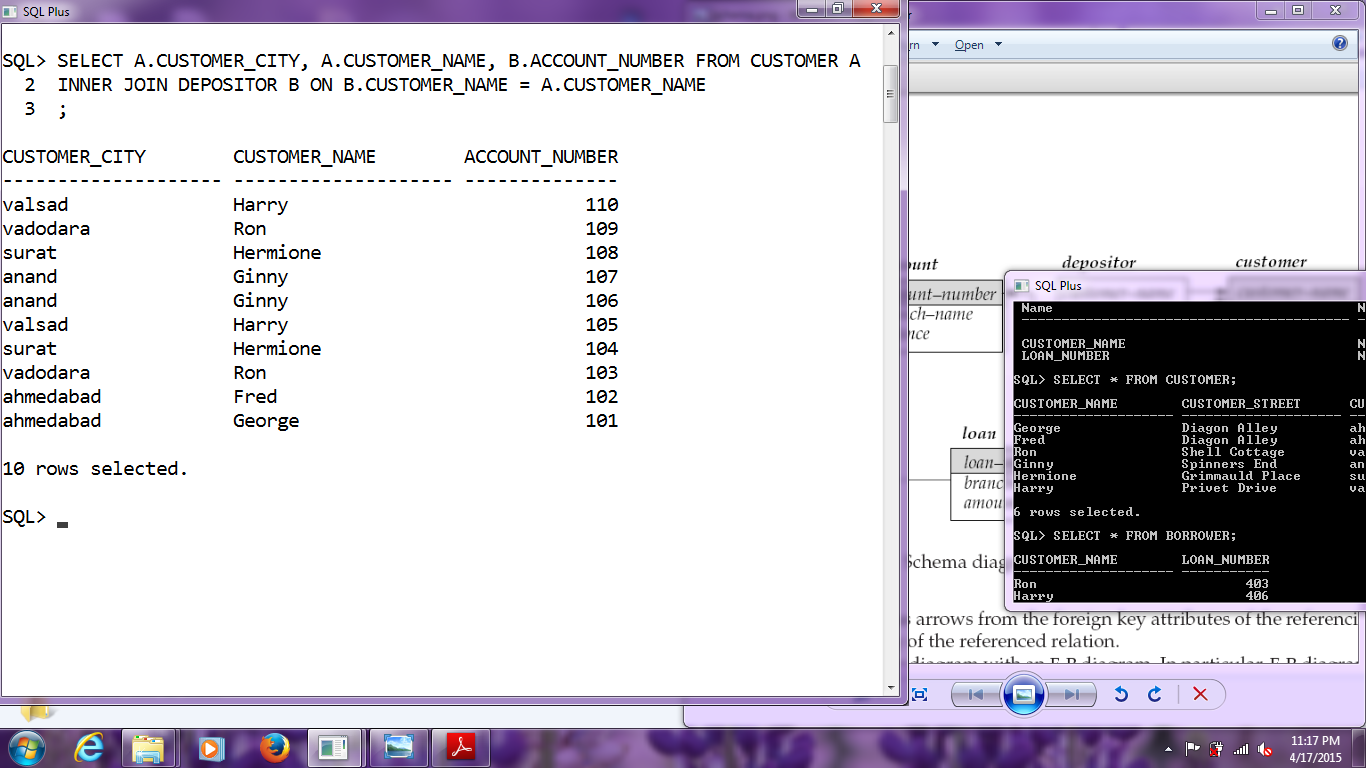 SQL Plus
SQL> SELECT A.CUSTOMER_CITY, A.CUSTOMER_NAME, B.ACCOUNT_NUMBER FROM CUSTOMER A
2 INNER JOIN DEPOSITOR B ON B.CUSTOMER_NAME = A.CUSTOMER_NAME
3 ;
CUSTOMER_CITY CUSTOMER_NAME ACCOUNT_NUMBER
-------------------- -------------------- --------------
valsad Harry 110
vadodara Ron 109
surat Hermione 108
anand Ginny 107
anand Ginny 106
valsad Harry 105
surat Hermione 104
vadodara Ron 103
ahmedabad Fred 102
ahmedabad George 101
10 rows selected.
SQL>
rn Open
ount depositor customer
unt–number
ch–name
nce
loan
loan–
branc
amou
SQL Plus
Name N
CUSTOMER_NAME N
LOAN_NUMBER N
SQL> SELECT * FROM CUSTOMER;
CUSTOMER_NAME CUSTOMER_STREET CU
George Diagon Alley ah
Fred Diagon Alley ah
Ron Shell Cottage va
Ginny Spinners End an
Hermione Grimmauld Place su
Harry Privet Drive va
6 rows selected.
SQL> SELECT * FROM BORROWER;
CUSTOMER_NAME LOAN_NUMBER
Ron 403
Harry 406
Schema diag
s arrows from the foreign key attributes of the referenci
of the referenced relation.
11:17 PM
4/17/2015